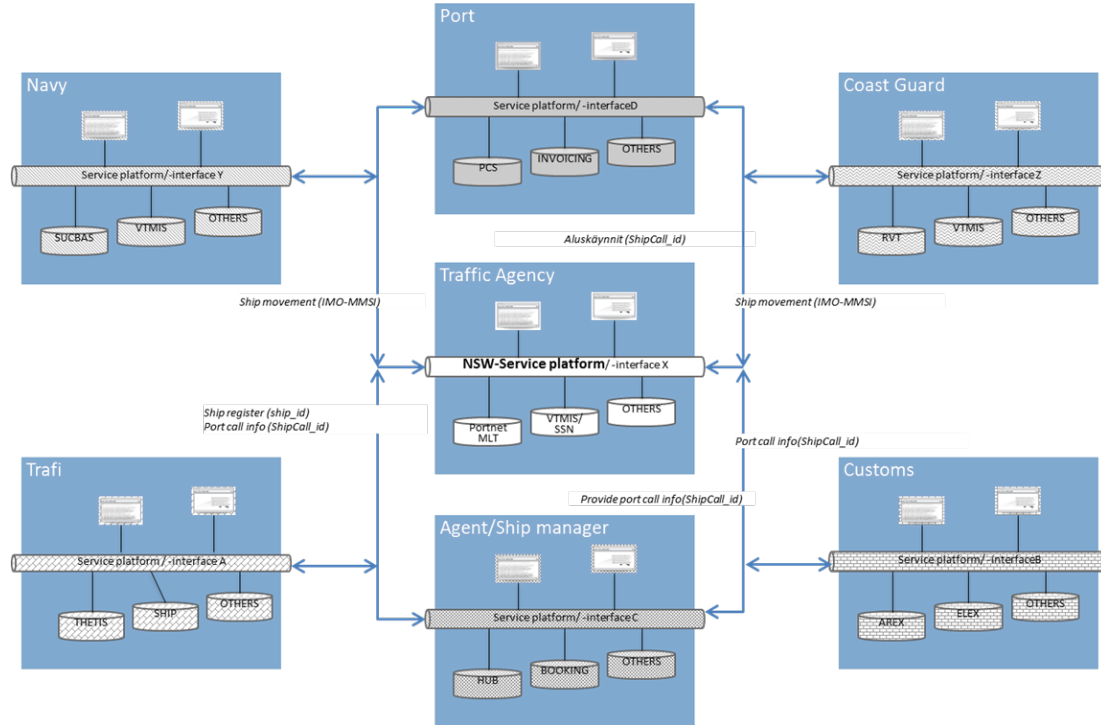 Port
Service platform/ -interfaceD
PCS
INVOICING
OTHERS
Navy
Service platform/-interface Y
SUCBAS
VTMIS
OTHERS
Coast Guard
Service platform/-interface Z
RVT
VTMIS
OTHERS
Aluskäynnit (ShipCall_id)
Traffic Agency
Ship movement (IMO-MMSI)
Ship movement (IMO-MMSI)
NSW-Service platform/ -interface X
Portnet
MLT
VTMIS/
SSN
OTHERS
Ship register (ship_id)
Port call info (ShipCall_id)
Port call info(ShipCall_id)
Trafi
Service platform/ -interface A
THETIS
SHIP
OTHERS
Provide port call info(ShipCall_id)
Agent/Ship manager
Service platform/ -interface C
HUB
BOOKING
OTHERS
Customs
Service platform/ -interfaceB
AREX
ELEX
OTHERS